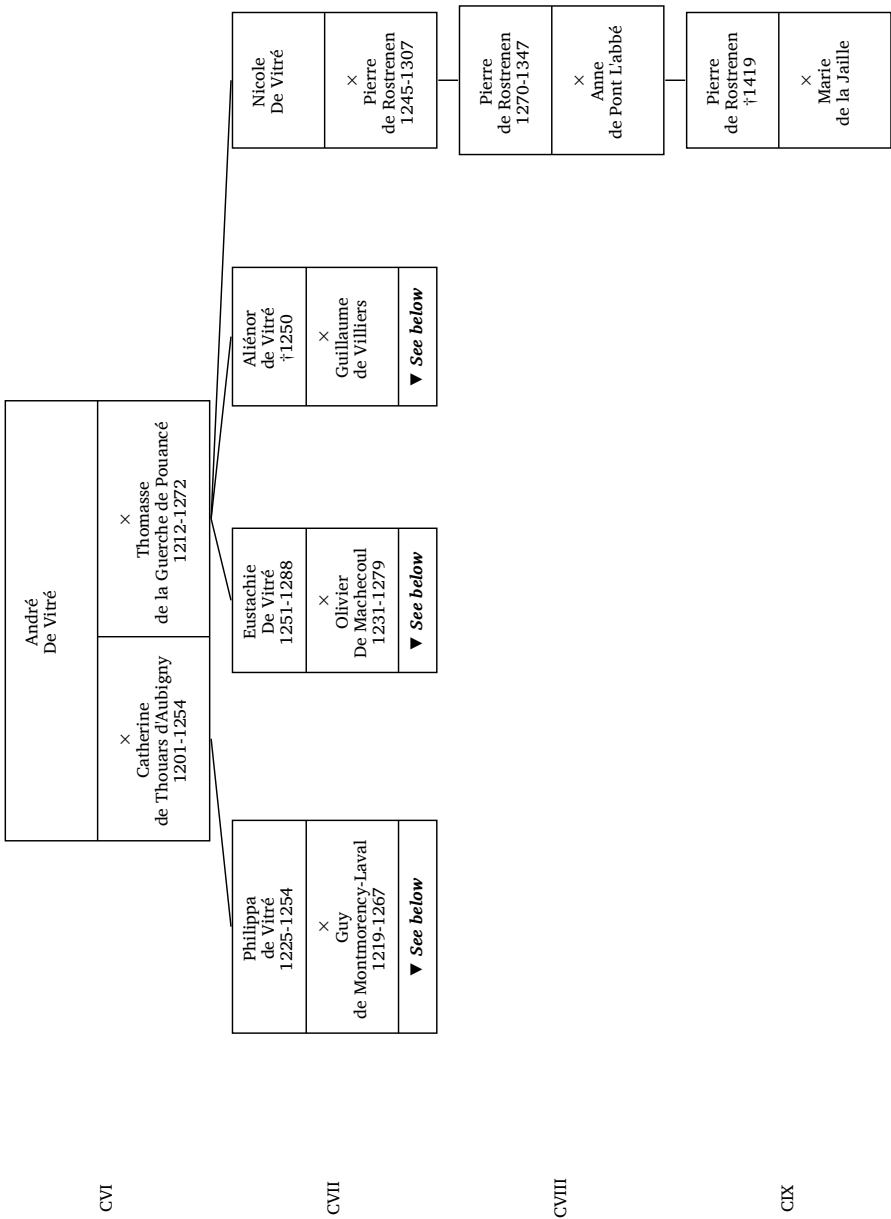 CVI
André
De Vitré
×
Catherine
de Thouars d'Aubigny
1201-1254
×
Thomasse
de la Guerche de Pouancé
1212-1272
CVII
Philippa
de Vitré
1225-1254
×
Guy
de Montmorency-Laval
1219-1267
▼ See below
Eustachie
De Vitré
1251-1288
×
Olivier
De Machecoul
1231-1279
▼ See below
Aliénor
de Vitré
†1250
×
Guillaume
de Villiers
▼ See below
Nicole
De Vitré
×
Pierre
de Rostrenen
1245-1307
CVIII
Pierre
de Rostrenen
1270-1347
×
Anne
de Pont L'abbé
CIX
Pierre
de Rostrenen
†1419
×
Marie
de la Jaille